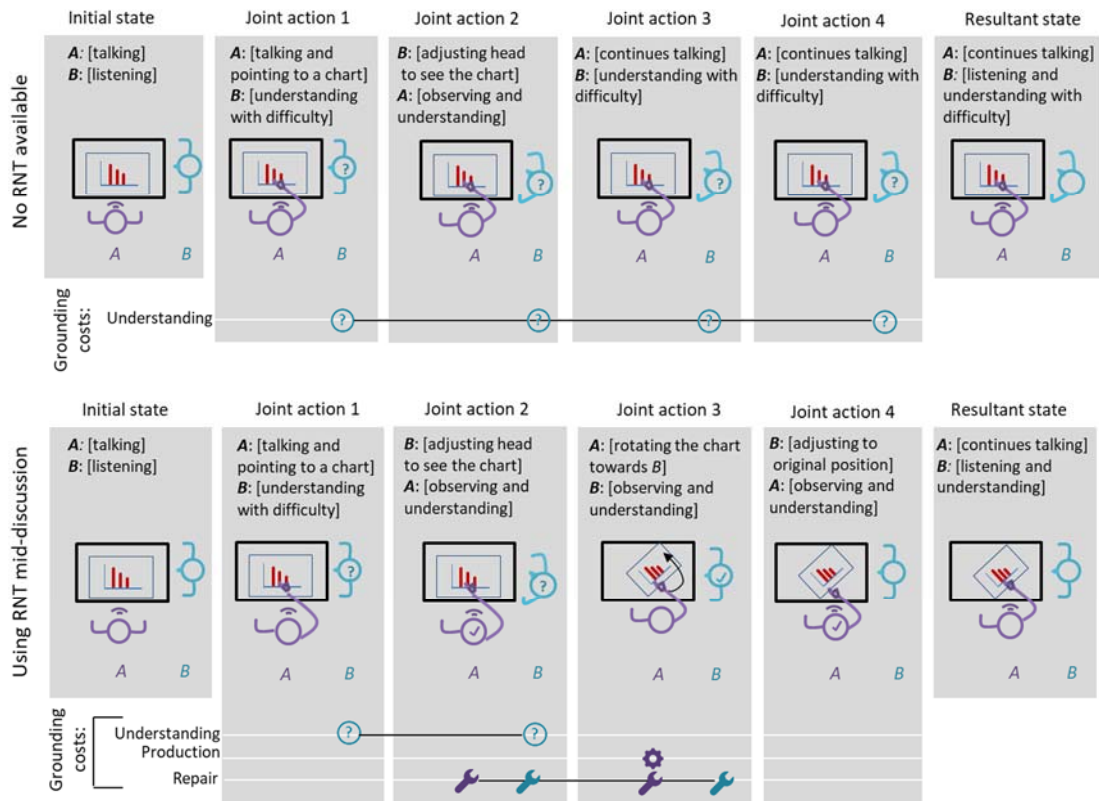 Initial state
Joint action 1
Joint action 2
Joint action 3
Joint action 4
Resultant state
No RNT available
A: [talking]
B: [listening]
A: [talking and
pointing to a chart]
B: [understanding
with difficulty]
B: [adjusting head
to see the chart]
A: [observing and
understanding]
A: [continues talking]
B: [understanding with
difficulty]
A: [continues talking]
B: [understanding with
difficulty]
A: [continues talking]
B: [listening and
understanding with
difficulty]
?
?
?
?
A B
A B
A B
A B
A B
A B
Grounding
costs:
Understanding
?
?
?
?
Initial state
Joint action 1
Joint action 2
Joint action 3
Joint action 4
Resultant state
Using RNT mid-discussion
A: [talking]
B: [listening]
A: [talking and
pointing to a chart]
B: [understanding
with difficulty]
B: [adjusting head
to see the chart]
A: [observing and
understanding]
A: [rotating the chart
towards B]
B: [observing and
understanding]
B: [adjusting to
original position]
A: [observing and
understanding]
A: [continues talking]
B: [listening and
understanding]
?
?
A B
A B
A B
A B
A B
A B
Grounding
costs:
Understanding
?
?
Production
Repair